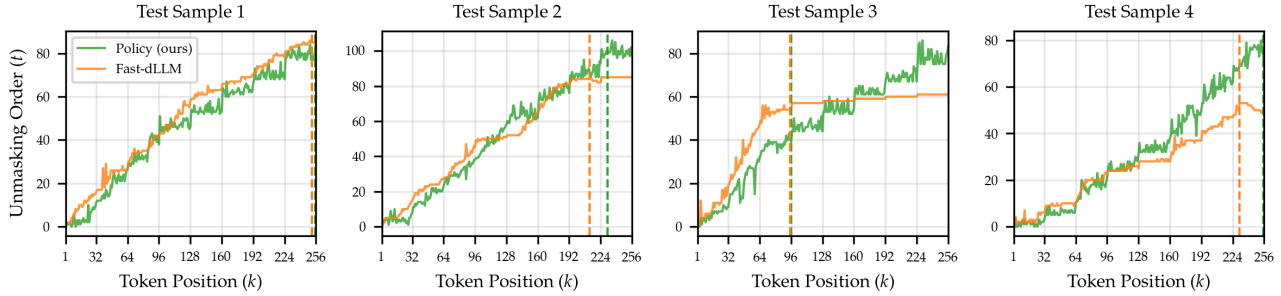 Test Sample 1
Unmasking Order (t)
80
60
40
20
0
Policy (ours)
Fast-dLLM
1 32 64 96 128 160 192 224 256
Token Position (k)
Test Sample 2
100
80
60
40
20
0
1 32 64 96 128 160 192 224 256
Token Position (k)
Test Sample 3
80
60
40
20
0
1 32 64 96 128 160 192 224 256
Token Position (k)
Test Sample 4
80
60
40
20
0
1 32 64 96 128 160 192 224 256
Token Position (k)